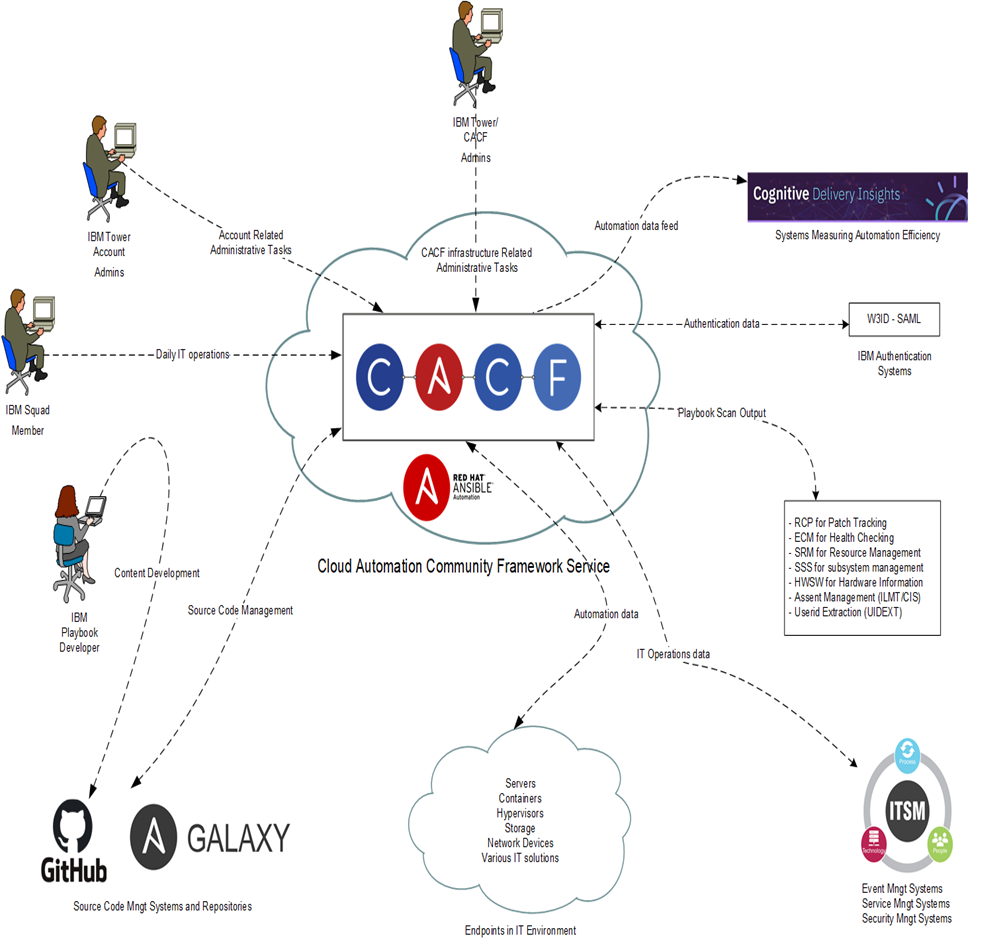 IBM Tower/
CACF
Admins
IBM Tower
Account
Admins
Account Related
Administrative Tasks
CACF infrastructure Related
Administrative Tasks
Automation data feed
Cognitive Delivery Insights
Systems Measuring Automation Efficiency
IBM Squad
Member
Daily IT operations
C A C F
Authentication data
W3ID - SAML
IBM Authentication
Systems
Playbook Scan Output
RED HAT
ANSIBLE
Automation
Cloud Automation Community Framework Service
- RCP for Patch Tracking
- ECM for Health Checking
- SRM for Resource Management
- SSS for subsystem management
- HWSW for Hardware Information
- Assent Management (ILMT/CIS)
- Userid Extraction (UIDEXT)
IBM
Playbook
Developer
Content Development
Source Code Management
Automation data
IT Operations data
GitHub
GALAXY
Source Code Mngt Systems and Repositories
Servers
Containers
Hypervisors
Storage
Network Devices
Various IT solutions
Endpoints in IT Environment
Process
ITSM
Technology
People
Event Mngt Systems
Service Mngt Systems
Security Mngt Systems